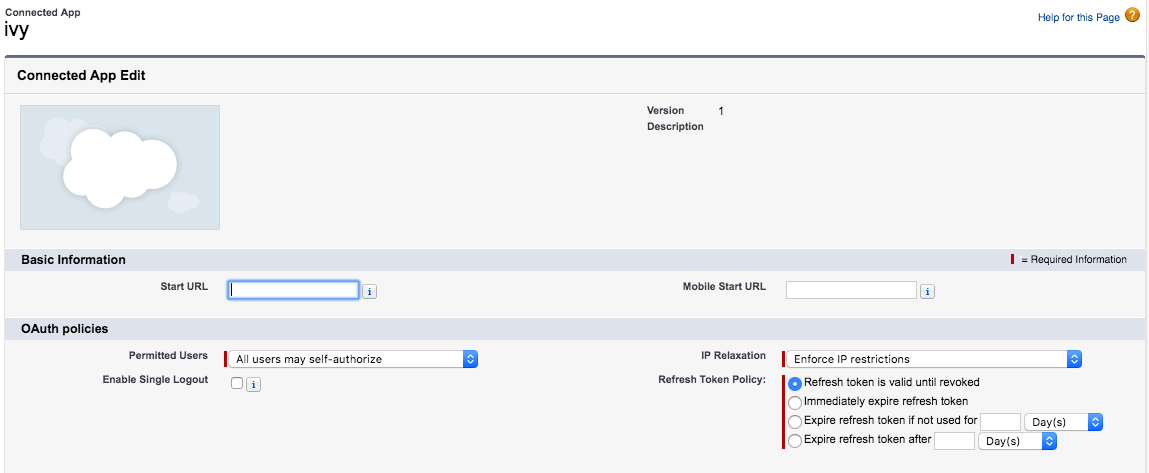 Connected App
ivy
Help for this Page ?
Connected App Edit
Version 1
Description
Basic Information
= Required Information
Start URL
i
Mobile Start URL
i
OAuth policies
Permitted Users All users may self-authorize
IP Relaxation Enforce IP restrictions
Enable Single Logout
i
Refresh Token Policy: Refresh token is valid until revoked
Immediately expire refresh token
Expire refresh token if not used for Day(s)
Expire refresh token after Day(s)